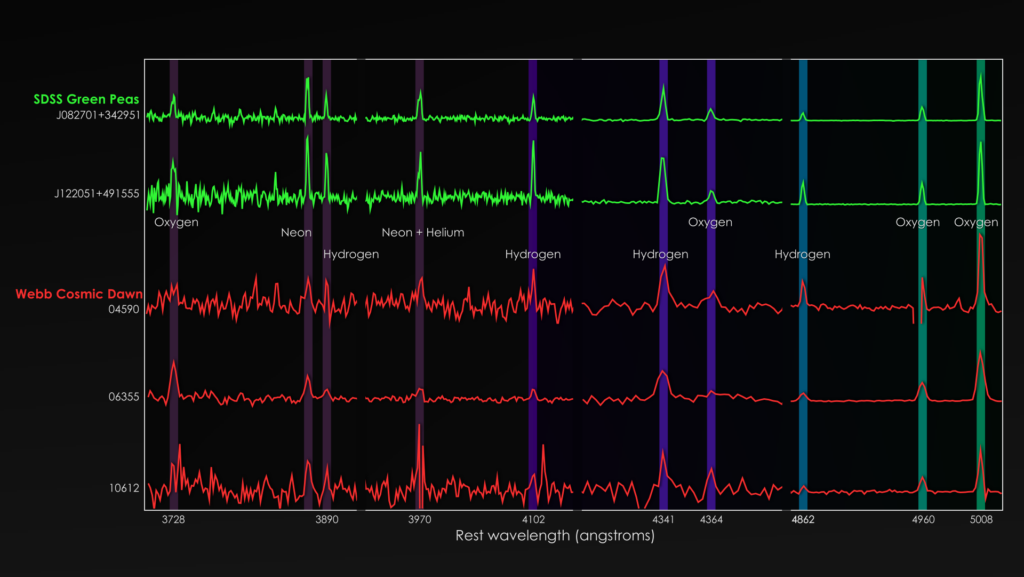 SDSS Green Peas
J082701+342951
J122051+491555
Oxygen
Neon
Hydrogen
Neon + Helium
Hydrogen
Hydrogen
Oxygen
Hydrogen
Oxygen
Oxygen
Webb Cosmic Dawn
04590
06355
10612
3728 3890 3970 4102 4341 4364 4862 4960 5008
Rest wavelength (angstroms)